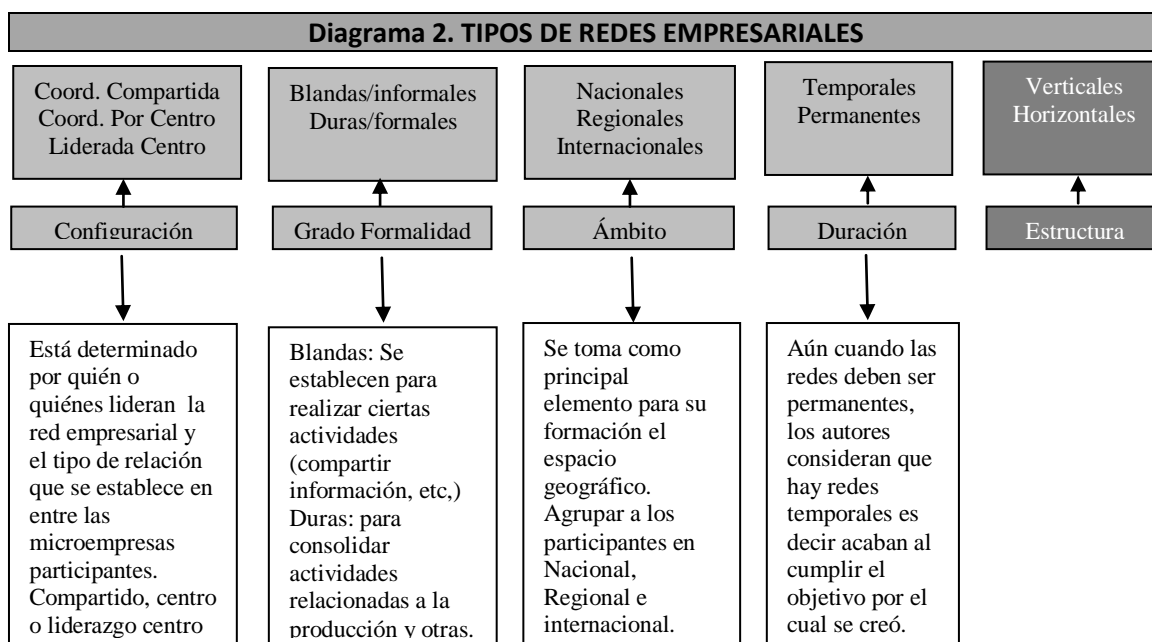 Diagrama 2. TIPOS DE REDES EMPRESARIALES
Coord. Compartida
Coord. Por Centro
Liderada Centro
Blandas/informales
Duras/formales
Nacionales
Regionales
Internacionales
Temporales
Permanentes
Verticales
Horizontales
Configuración
Grado Formalidad
Ámbito
Duración
Estructura
Está determinado
por quién o
quiénes lideran la
red empresarial y
el tipo de relación
que se establece en
entre las
microempresas
participantes.
Compartido, centro
o liderazgo centro
Blandas: Se
establecen para
realizar ciertas
actividades
(compartir
información, etc,)
Duras: para
consolidar
actividades
relacionadas a la
producción y otras.
Se toma como
principal
elemento para su
formación el
espacio
geográfico.
Agrupar a los
participantes en
Nacional,
Regional e
internacional.
Aún cuando las
redes deben ser
permanentes,
los autores
consideran que
hay redes
temporales es
decir acaban al
cumplir el
objetivo por el
cual se creó.